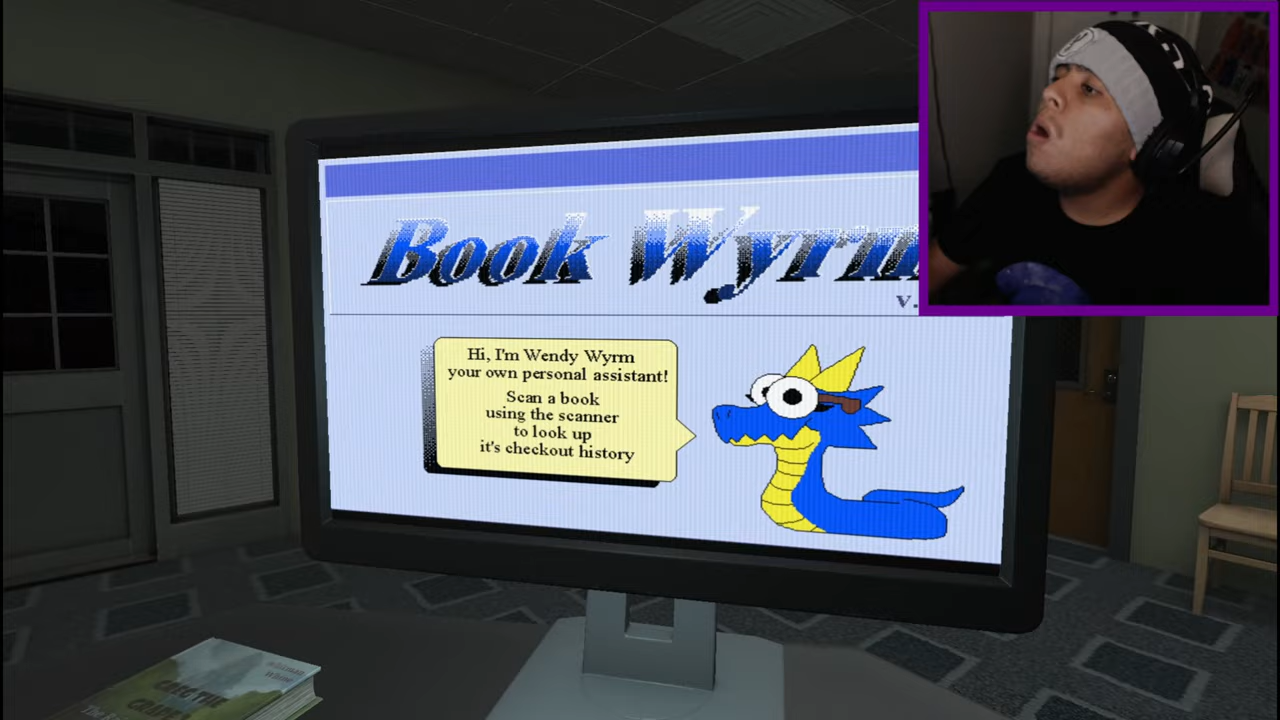 Book Wyrm
v.
Hi, I'm Wendy Wyrm
your own personal assistant!
Scan a book
using the scanner
to look up
it's checkout history